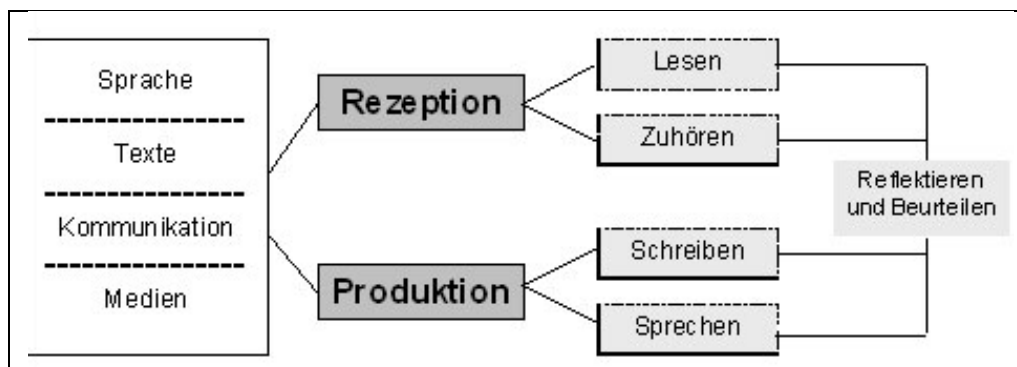 Sprache
Texte
Kommunikation
Medien
Rezeption
Produktion
Lesen
Zuhören
Schreiben
Sprechen
Reflektieren
und Beurteilen